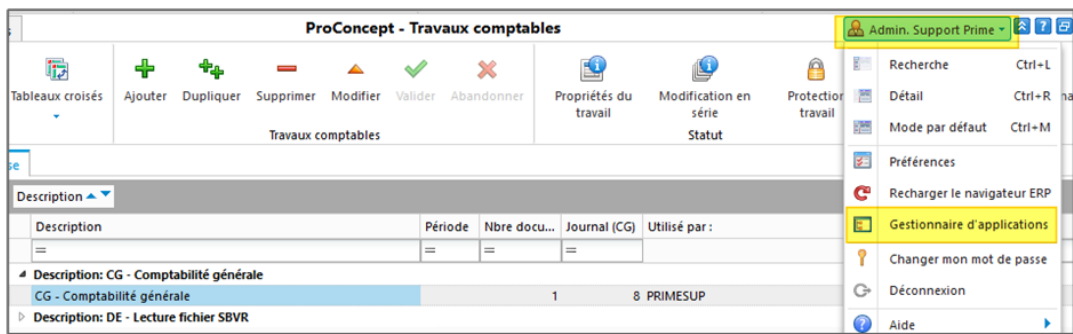 ProConcept - Travaux comptables
Admin. Support Prime
Tableaux croisés
Ajouter
Dupliquer
Supprimer
Modifier
Valider
Abandonner
Travaux comptables
Propriétés du
travail
Modification en
série
Statut
Protection
travail
Recherche Ctrl+L
Détail Ctrl+R
Mode par défaut Ctrl+M
Préférences
Recharger le navigateur ERP
Gestionnaire d'applications
Changer mon mot de passe
Déconnexion
Aide
Description
Description Période Nbre docu... Journal (CG) Utilisé par :
= = = =
Description: CG - Comptabilité générale
CG - Comptabilité générale 1 8 PRIMESUP
Description: DE - Lecture fichier SBVR